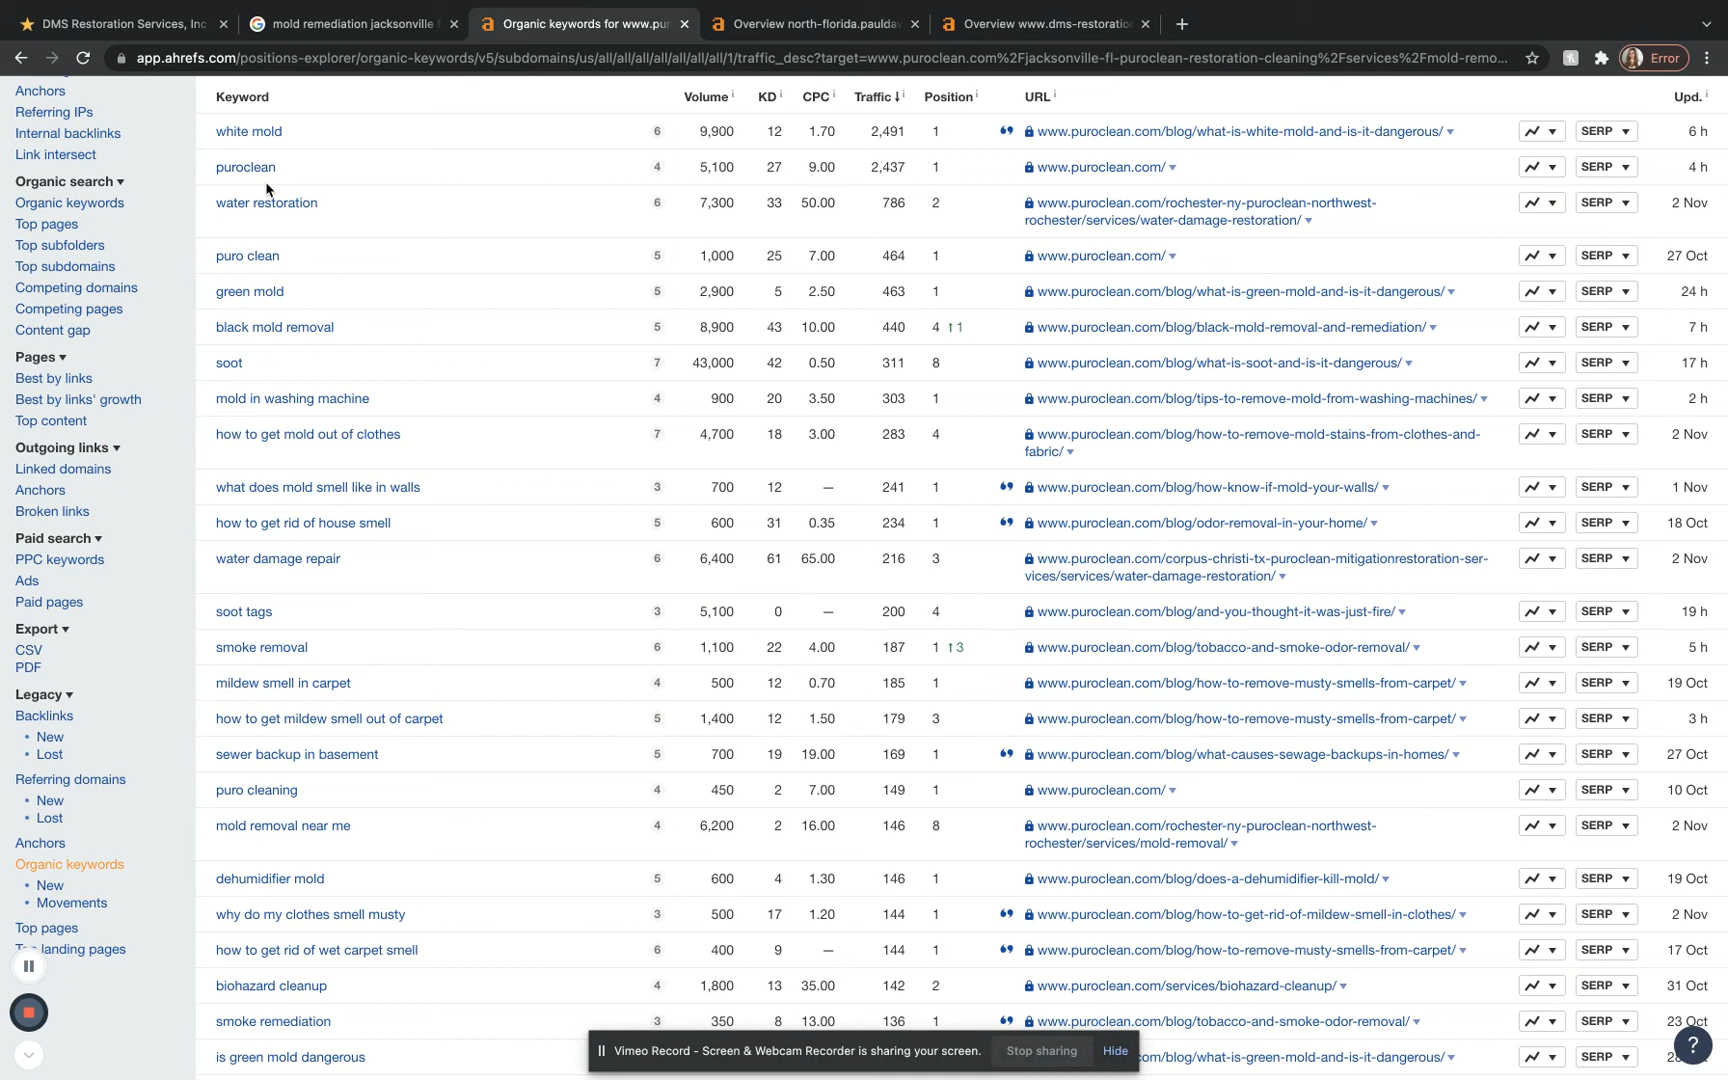 DMS Restoration Services, Inc
mold remediation jacksonville f
Organic keywords for www.pur
Overview north-florida.pauldav
Overview www.dms-restoratio
app.ahrefs.com/positions-explorer/organic-keywords/v5/subdomains/us/all/all/all/all/all/all/all/1/traffic_desc?target=www.puroclean.com%2Fjacksonville-fl-puroclean-restoration-cleaning%2Fservices%2Fmold-remo...
Error
Anchors
Referring IPs
Internal backlinks
Link intersect
Organic search
Organic keywords
Top pages
Top subfolders
Top subdomains
Competing domains
Competing pages
Content gap
Pages
Best by links
Best by links' growth
Top content
Outgoing links
Linked domains
Anchors
Broken links
Paid search
PPC keywords
Ads
Paid pages
Export
CSV
PDF
Legacy
Backlinks
• New
• Lost
Referring domains
• New
• Lost
Anchors
Organic keywords
• New
• Movements
Top pages
landing pages
Keyword Volume KD CPC Traffic Position URL Upd.
white mold 6 9,900 12 1.70 2,491 1 www.puroclean.com/blog/what-is-white-mold-and-is-it-dangerous/ SERP 6 h
puroclean 4 5,100 27 9.00 2,437 1 www.puroclean.com/ SERP 4 h
water restoration 6 7,300 33 50.00 786 2 www.puroclean.com/rochester-ny-puroclean-northwest- SERP 2 Nov
rochester/services/water-damage-restoration/
puro clean 5 1,000 25 7.00 464 1 www.puroclean.com/ SERP 27 Oct
green mold 5 2,900 5 2.50 463 1 www.puroclean.com/blog/what-is-green-mold-and-is-it-dangerous/ SERP 24 h
black mold removal 5 8,900 43 10.00 440 4 ↑1 www.puroclean.com/blog/black-mold-removal-and-remediation/ SERP 7 h
soot 7 43,000 42 0.50 311 8 www.puroclean.com/blog/what-is-soot-and-is-it-dangerous/ SERP 17 h
mold in washing machine 4 900 20 3.50 303 1 www.puroclean.com/blog/tips-to-remove-mold-from-washing-machines/ SERP 2 h
how to get mold out of clothes 7 4,700 18 3.00 283 4 www.puroclean.com/blog/how-to-remove-mold-stains-from-clothes-and- SERP 2 Nov
fabric/
what does mold smell like in walls 3 700 12 — 241 1 www.puroclean.com/blog/how-know-if-mold-your-walls/ SERP 1 Nov
how to get rid of house smell 5 600 31 0.35 234 1 www.puroclean.com/blog/odor-removal-in-your-home/ SERP 18 Oct
water damage repair 6 6,400 61 65.00 216 3 www.puroclean.com/corpus-christi-tx-puroclean-mitigationrestoration-ser- SERP 2 Nov
vices/services/water-damage-restoration/
soot tags 3 5,100 0 — 200 4 www.puroclean.com/blog/and-you-thought-it-was-just-fire/ SERP 19 h
smoke removal 6 1,100 22 4.00 187 1 ↑3 www.puroclean.com/blog/tobacco-and-smoke-odor-removal/ SERP 5 h
mildew smell in carpet 4 500 12 0.70 185 1 www.puroclean.com/blog/how-to-remove-musty-smells-from-carpet/ SERP 19 Oct
how to get mildew smell out of carpet 5 1,400 12 1.50 179 3 www.puroclean.com/blog/how-to-remove-musty-smells-from-carpet/ SERP 3 h
sewer backup in basement 5 700 19 19.00 169 1 www.puroclean.com/blog/what-causes-sewage-backups-in-homes/ SERP 27 Oct
puro cleaning 4 450 2 7.00 149 1 www.puroclean.com/ SERP 10 Oct
mold removal near me 4 6,200 2 16.00 146 8 www.puroclean.com/rochester-ny-puroclean-northwest- SERP 2 Nov
rochester/services/mold-removal/
dehumidifier mold 5 600 4 1.30 146 1 www.puroclean.com/blog/does-a-dehumidifier-kill-mold/ SERP 19 Oct
why do my clothes smell musty 3 500 17 1.20 144 1 www.puroclean.com/blog/how-to-get-rid-of-mildew-smell-in-clothes/ SERP 2 Nov
how to get rid of wet carpet smell 6 400 9 — 144 1 www.puroclean.com/blog/how-to-remove-musty-smells-from-carpet/ SERP 17 Oct
biohazard cleanup 4 1,800 13 35.00 142 2 www.puroclean.com/services/biohazard-cleanup/ SERP 31 Oct
smoke remediation 3 350 8 13.00 136 1 www.puroclean.com/blog/tobacco-and-smoke-odor-removal/ SERP 23 Oct
is green mold dangerous com/blog/what-is-green-mold-and-is-it-dangerous/ SERP
Vimeo Record - Screen & Webcam Recorder is sharing your screen. Stop sharing Hide
?